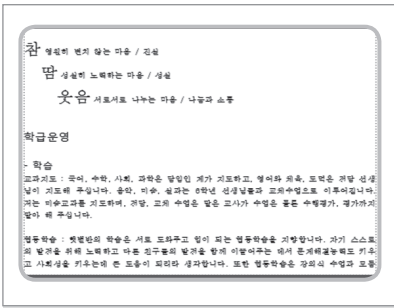 참 영원히 변치 않는 마음 / 진실
땀 성실히 노력하는 마음 / 성실
웃음 서로서로 나누는 마음 / 나눔과 소통
학급운영
- 학습
교과지도 : 국어, 수학, 사회, 과학은 담임인 제가 지도하고, 영어와 체육, 도덕은 전담 선생
님이 지도해 주십니다. 음악, 미술, 실과는 6학년 선생님들과 교체수업으로 이루어집니다.
저는 미술교과를 지도하며, 전담, 교체 수업은 맡은 교사가 수업은 물론 수행평가, 평가까지
맡아 해 주십니다.
협동학습 : 햇볕반의 학습은 서로 도와주고 힘이 되는 협동학습을 지향합니다. 자기 스스로
의 발전을 위해 노력하고 다른 친구들의 발전을 함께 이끌어주는 데서 문제해결능력도 키우
고 사회성을 키우는데 큰 도움이 되리라 생각합니다. 또한 협동학습은 강의식 수업과 모둠